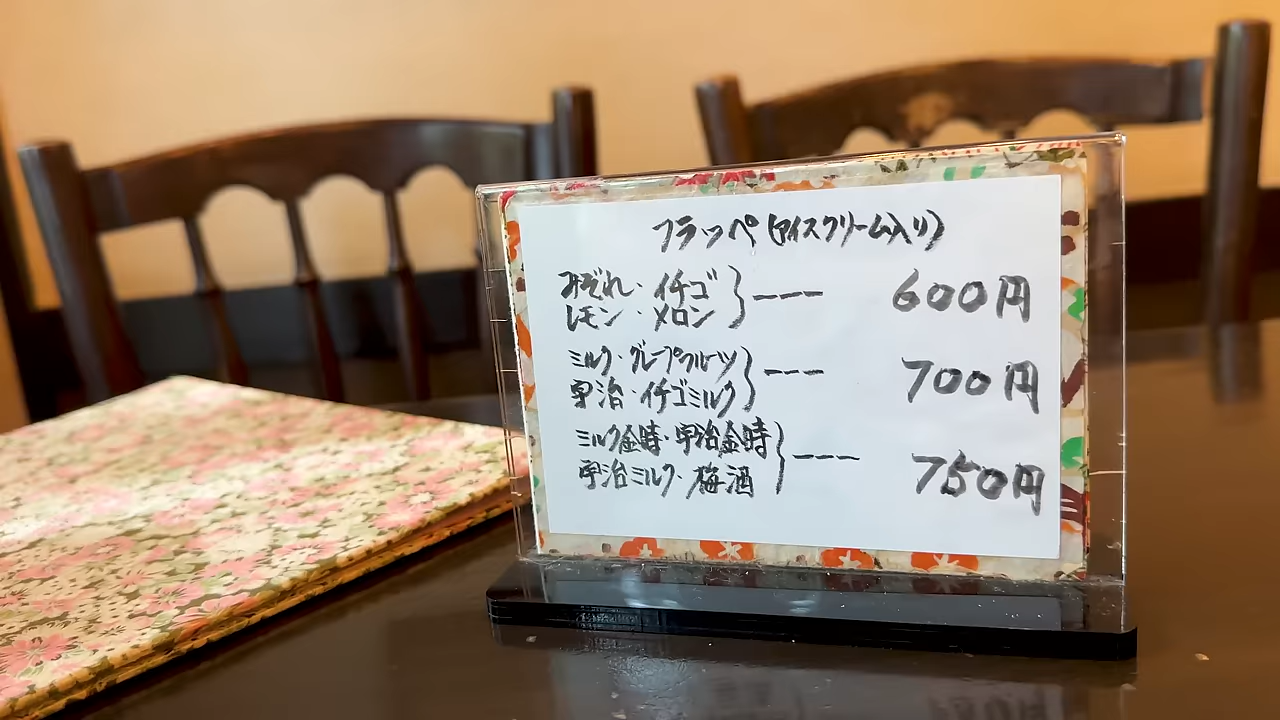 フラッペ(アイスクリーム入り)
みぞれ・イチゴ
レモン・メロン } --- 600円
ミルク・グレープフルーツ
宇治・イチゴミルク } --- 700円
ミルク金時・宇治金時
宇治ミルク・梅酒 } --- 750円